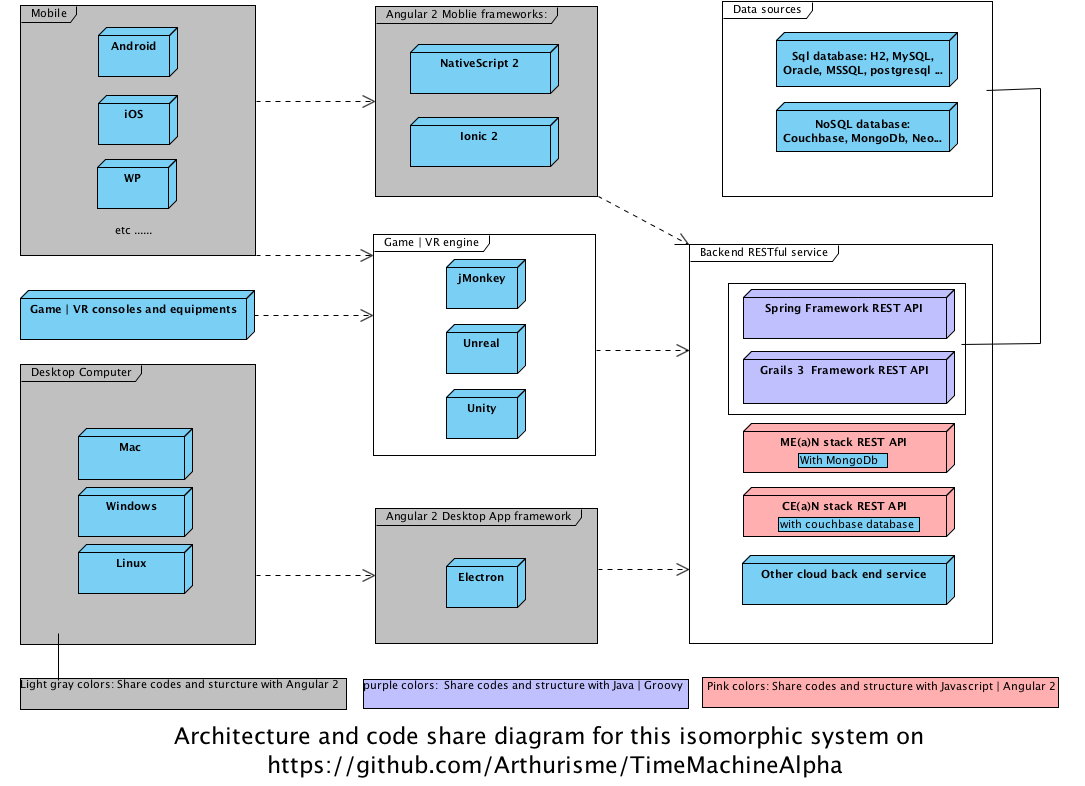 Mobile
Android
iOS
WP
etc ......
Angular 2 Moblie frameworks:
NativeScript 2
Ionic 2
Data sources
Sql database: H2, MySQL,
Oracle, MSSQL, postgresql ...
NoSQL database:
Couchbase, MongoDb, Neo...
Game | VR engine
jMonkey
Unreal
Unity
Game | VR consoles and equipments
Desktop Computer
Mac
Windows
Linux
Angular 2 Desktop App framework
Electron
Backend RESTful service
Spring Framework REST API
Grails 3 Framework REST API
ME(a)N stack REST API
With MongoDb
CE(a)N stack REST API
with couchbase database
Other cloud back end service
Light gray colors: Share codes and sturcture with Angular 2
purple colors: Share codes and structure with Java | Groovy
Pink colors: Share codes and structure with Javascript | Angular 2
Architecture and code share diagram for this isomorphic system on
https://github.com/Arthurisme/TimeMachineAlpha